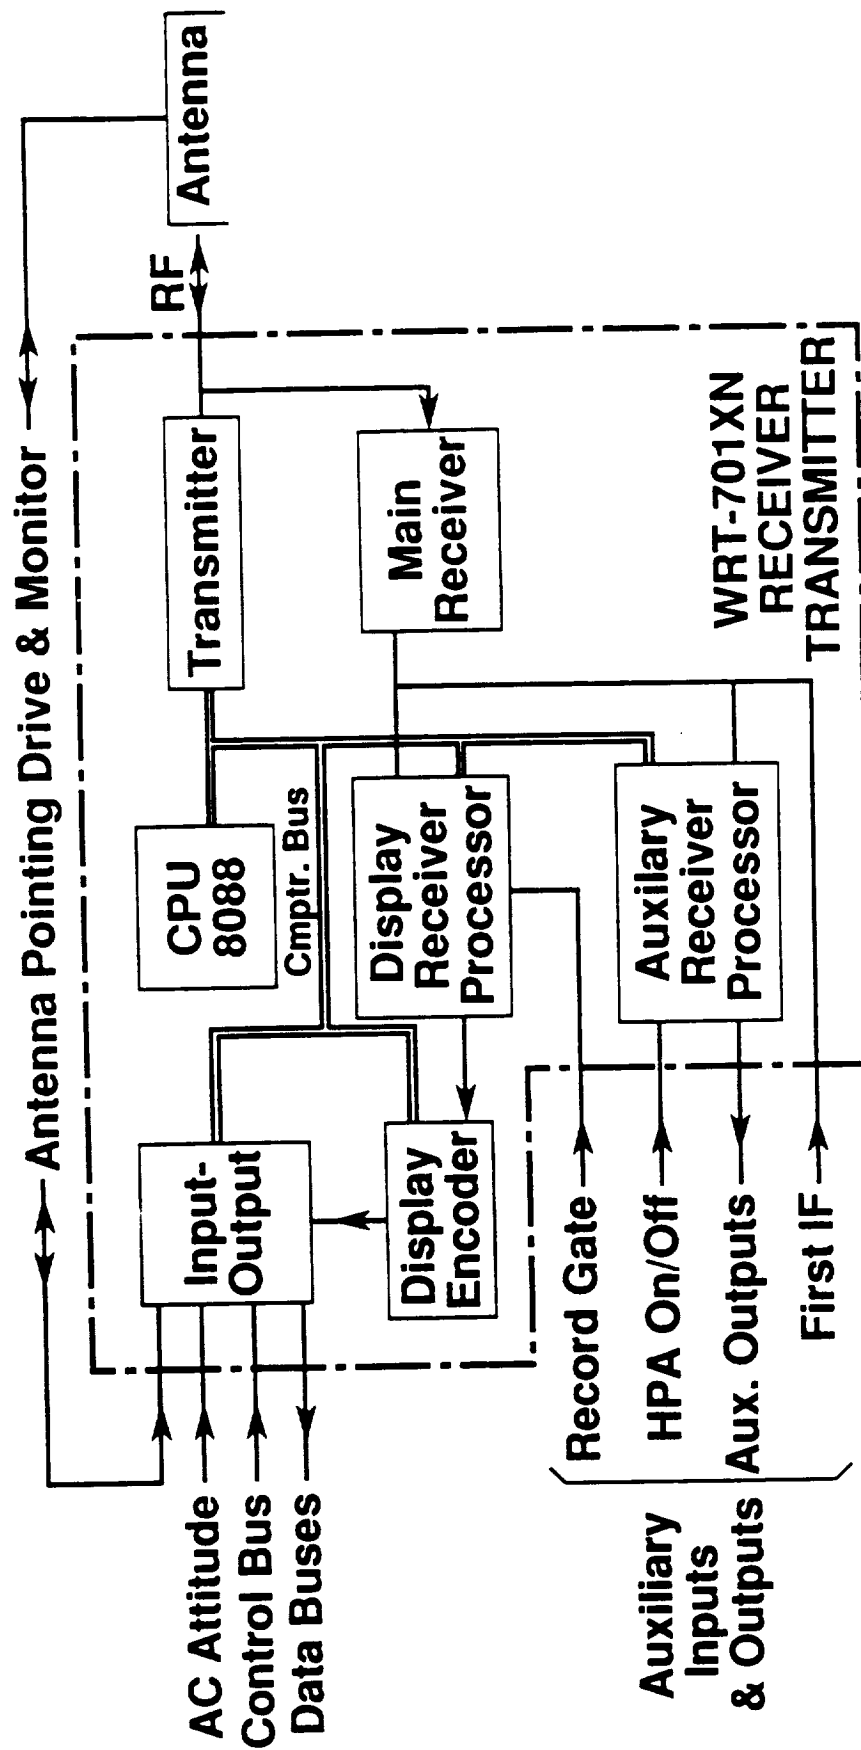 Antenna Pointing Drive & Monitor
Antenna
RF
AC Attitude
Control Bus
Data Buses
Input-
Output
CPU
8088
Transmitter
Cmptr. Bus
Display
Encoder
Display
Receiver
Processor
Main
Receiver
Auxiliary
Inputs
& Outputs
Record Gate
HPA On/Off
Aux. Outputs
First IF
Auxilary
Receiver
Processor
WRT-701XN
RECEIVER
TRANSMITTER